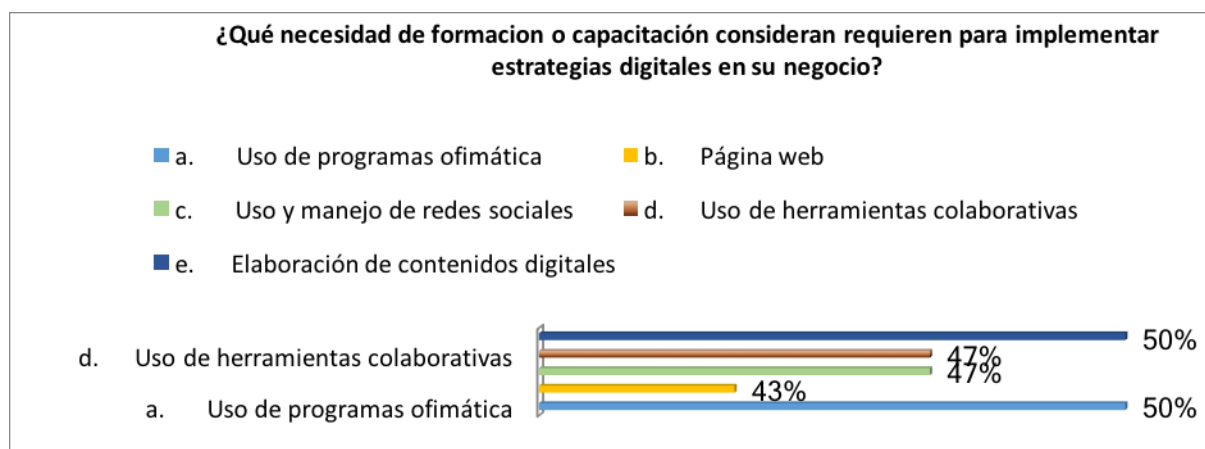 ¿Qué necesidad de formacion o capacitación consideran requieren para implementar
estrategias digitales en su negocio?
a. Uso de programas ofimática
b. Página web
c. Uso y manejo de redes sociales
d. Uso de herramientas colaborativas
e. Elaboración de contenidos digitales
50%
d. Uso de herramientas colaborativas
47%
47%
43%
a. Uso de programas ofimática
50%